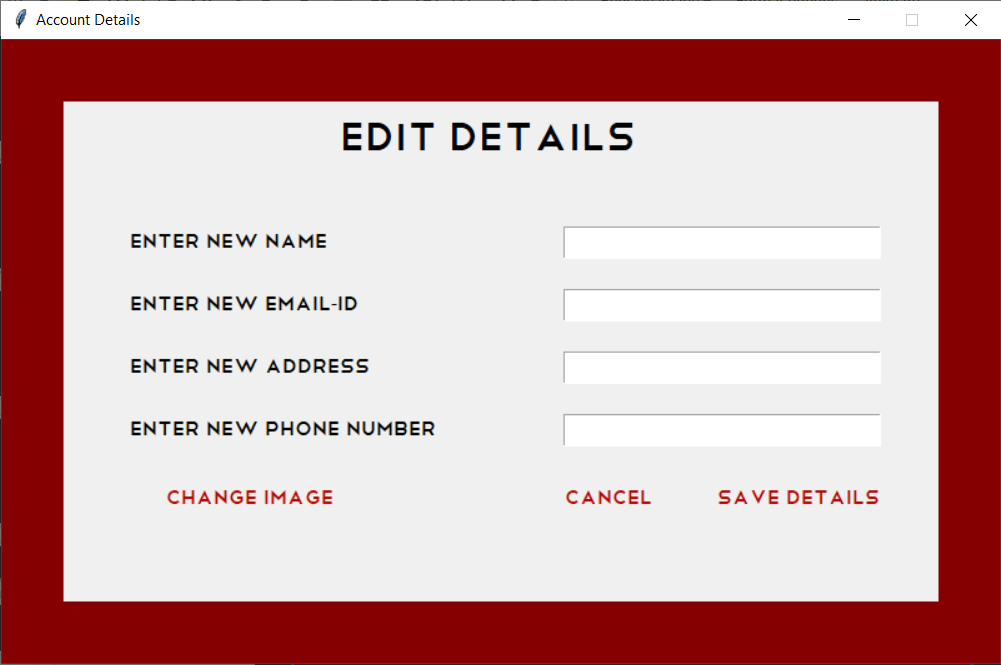 Account Details
EDIT DETAILS
ENTER NEW NAME
ENTER NEW EMAIL-ID
ENTER NEW ADDRESS
ENTER NEW PHONE NUMBER
CHANGE IMAGE CANCEL SAVE DETAILS